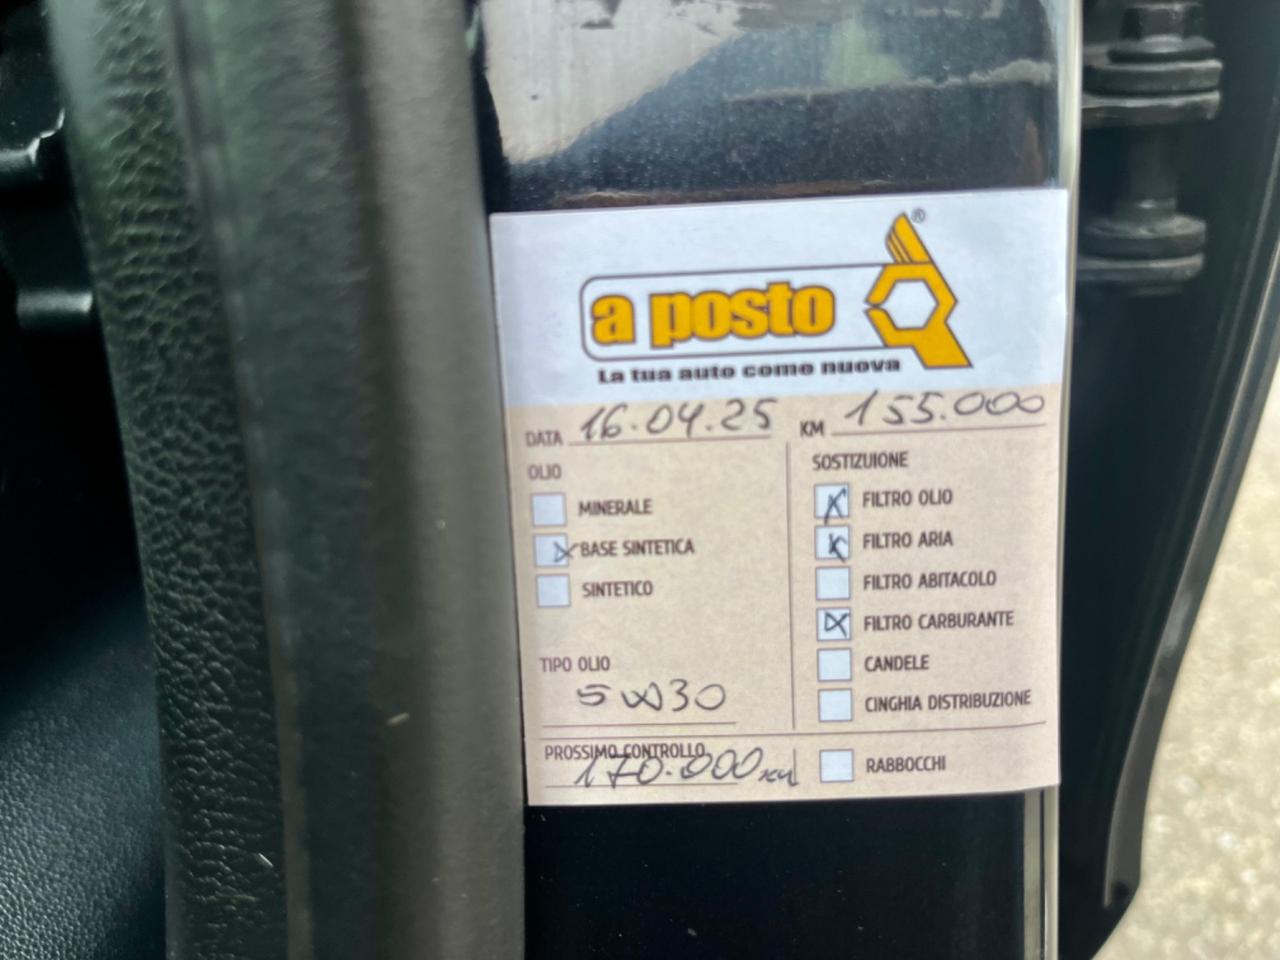 a posto ®
La tua auto come nuova
DATA 16.04.25 KM 155.000
OLIO
MINERALE
BASE SINTETICA
SINTETICO
TIPO OLIO
5W30
SOSTIZUIONE
FILTRO OLIO
FILTRO ARIA
FILTRO ABITACOLO
FILTRO CARBURANTE
CANDELE
CINGHIA DISTRIBUZIONE
PROSSIMO CONTROLLO
170.000 km
RABBOCCHI